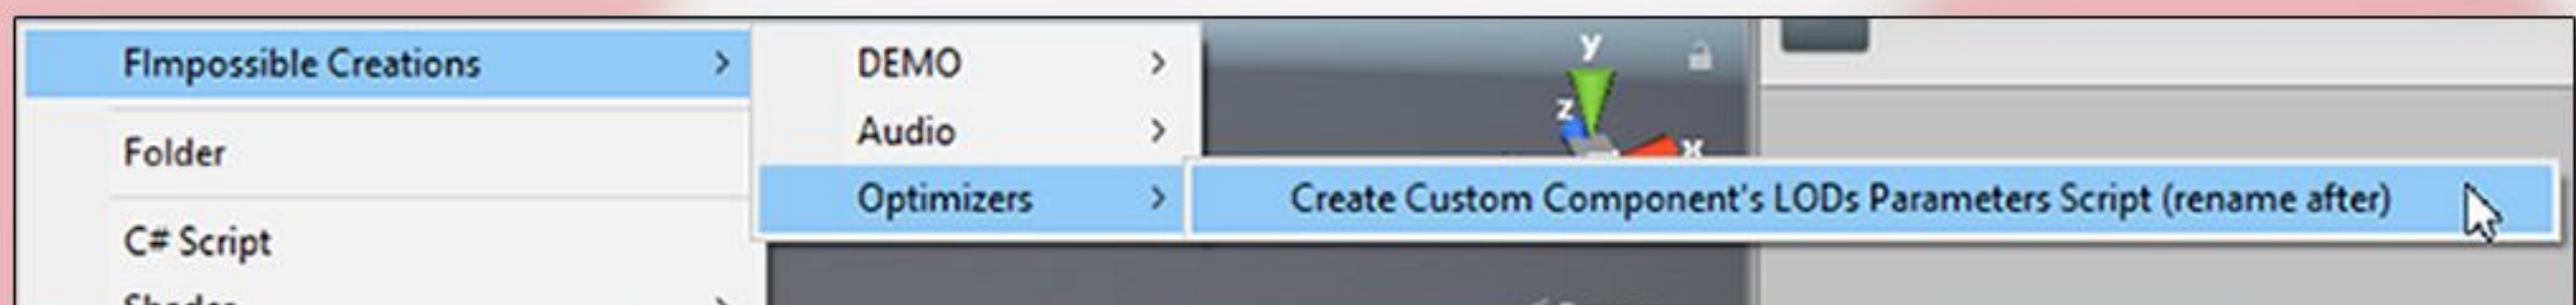 FImpossible Creations
Folder
C# Script
DEMO
Audio
Optimizers
Create Custom Component's LODs Parameters Script (rename after)
y
z
x